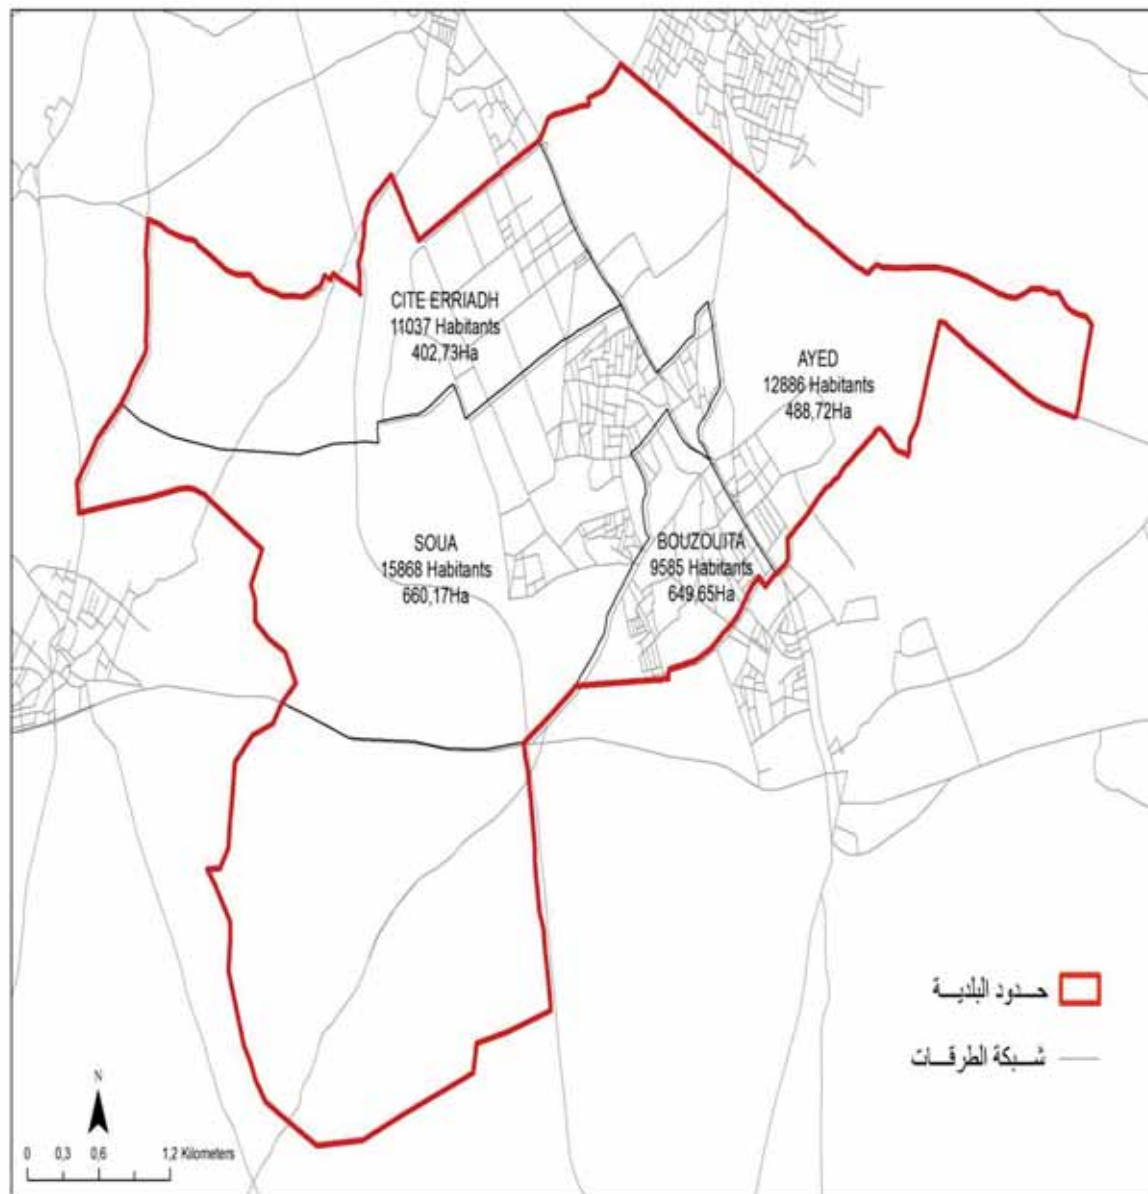 CITE ERRIADH
11037 Habitants
402,73Ha
AYED
12886 Habitants
488,72Ha
SOUA
15868 Habitants
660,17Ha
BOUZOUITA
9585 Habitants
649,65Ha
حـــدود البلديـــة
شـــبكة الطرقـــات
N
0 0,3 0,6 1,2 Kilometers